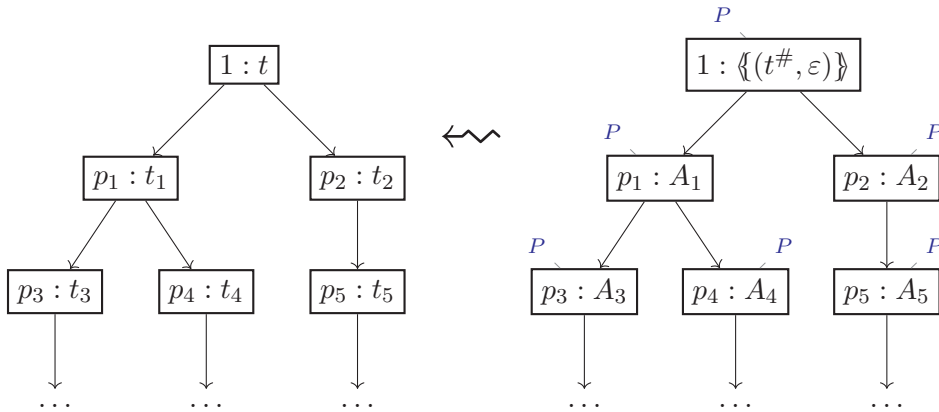 P
1 : t
1 : {{(t^#, ε)}}
P
P
p₁ : t₁
p₂ : t₂
p₁ : A₁
p₂ : A₂
P
P
P
p₃ : t₃
p₄ : t₄
p₅ : t₅
p₃ : A₃
p₄ : A₄
p₅ : A₅
...
...
...
...
...
...